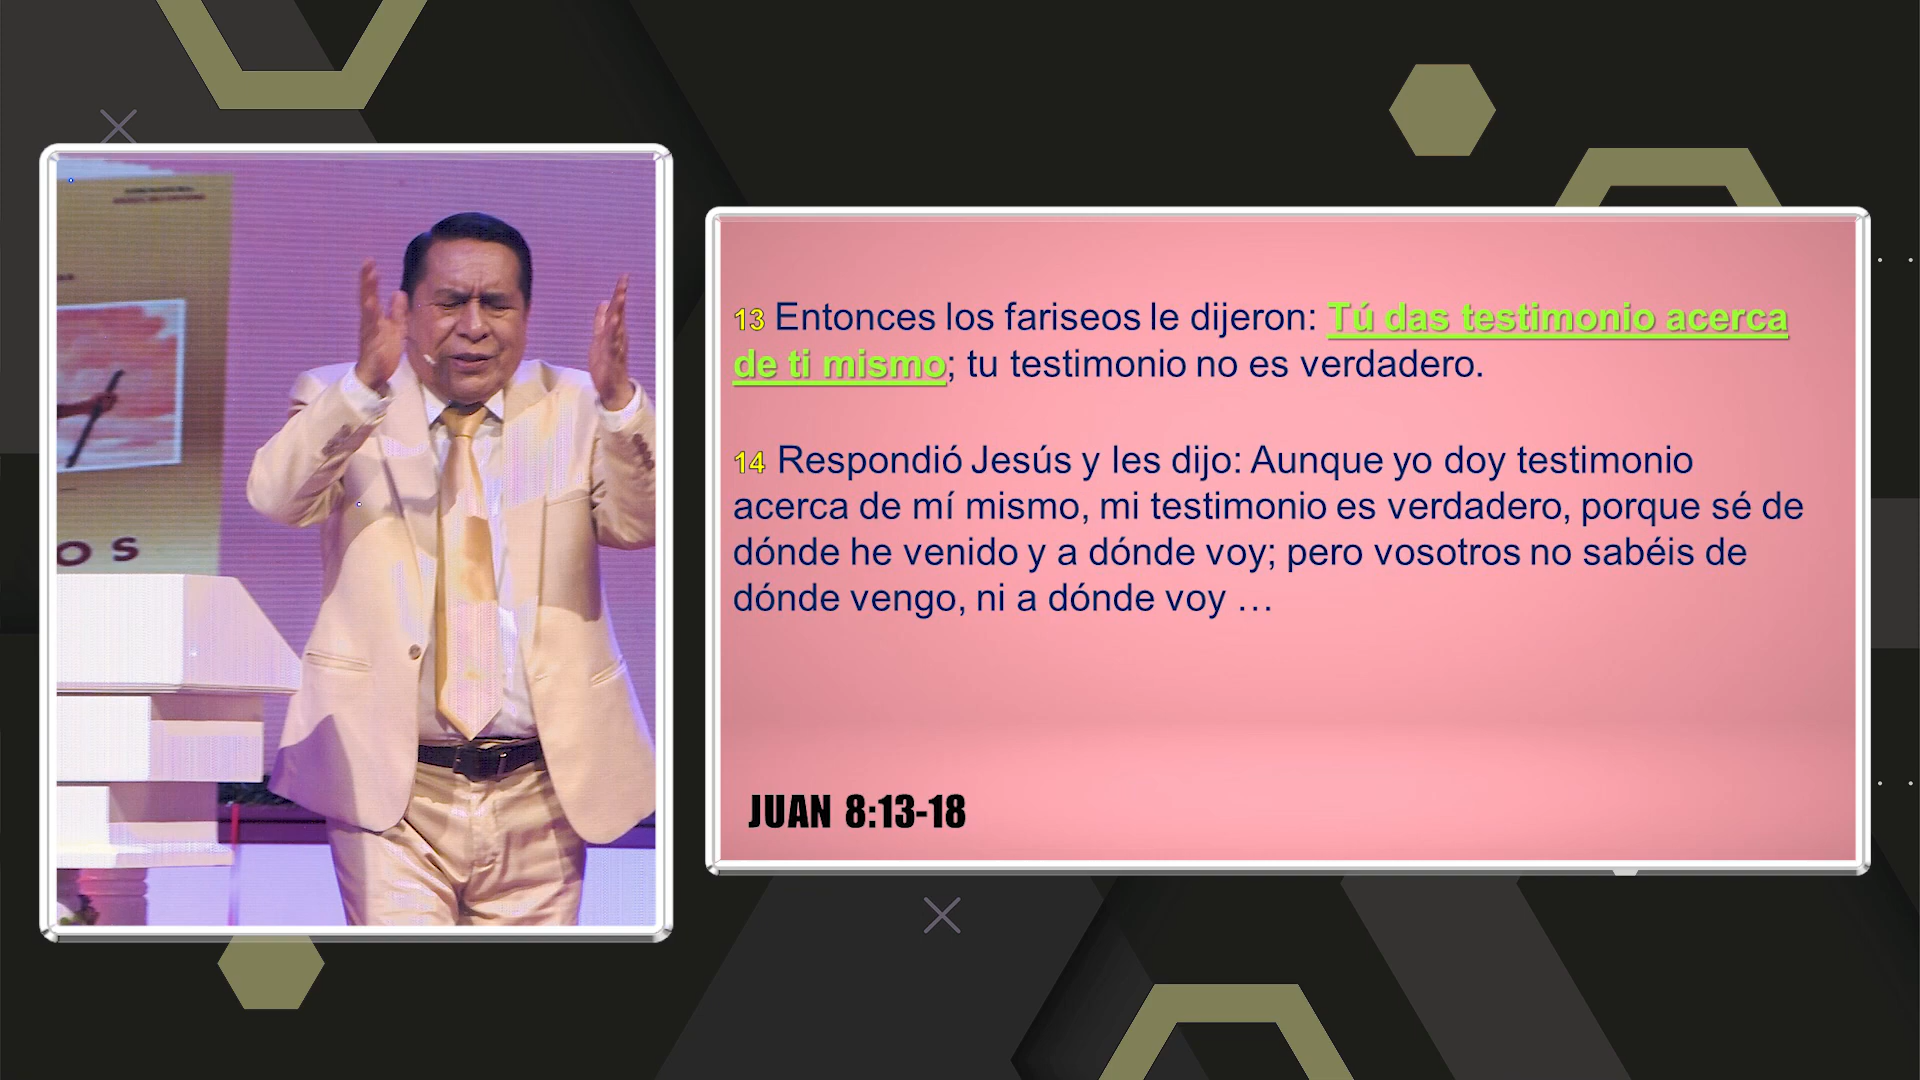 OS
13 Entonces los fariseos le dijeron: Tú das testimonio acerca
de ti mismo; tu testimonio no es verdadero.
14 Respondió Jesús y les dijo: Aunque yo doy testimonio
acerca de mí mismo, mi testimonio es verdadero, porque sé de
dónde he venido y a dónde voy; pero vosotros no sabéis de
dónde vengo, ni a dónde voy …
JUAN 8:13-18